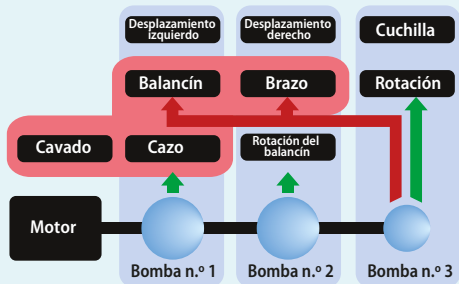 Desplazamiento
izquierdo
Desplazamiento
derecho
Cuchilla
Balancín
Brazo
Rotación
Cavado
Cazo
Rotación del
balancín
Motor
Bomba n.º 1
Bomba n.º 2
Bomba n.º 3